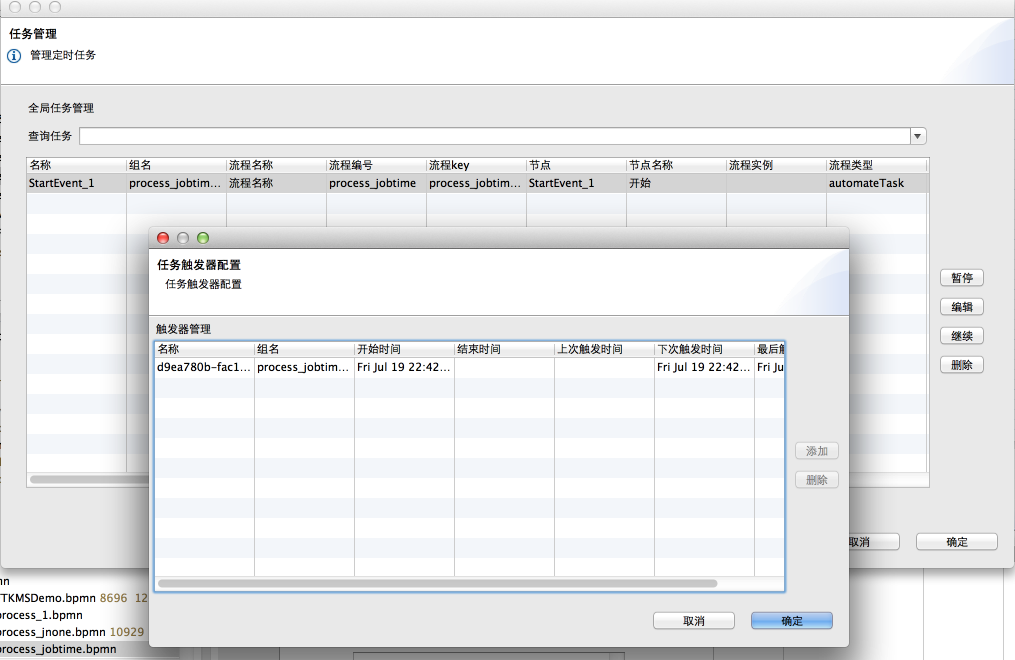 任务管理
管理定时任务
全局任务管理
查询任务
名称 组名 流程名称 流程编号 流程key 节点 节点名称 流程实例 流程类型
StartEvent_1 process_jobtim... 流程名称 process_jobtime process_jobtim... StartEvent_1 开始 automateTask
暂停
编辑
继续
删除
取消 确定
任务触发器配置
任务触发器配置
触发器管理
名称 组名 开始时间 结束时间 上次触发时间 下次触发时间 最后
d9ea780b-fac1... process_jobtim... Fri Jul 19 22:42... Fri Jul 19 22:42... Fri Ju
添加
删除
取消 确定
TKMSDemo.bpmn 8696 12
process_1.bpmn
process_jnone.bpmn 10929
process_jobtime.bpmn